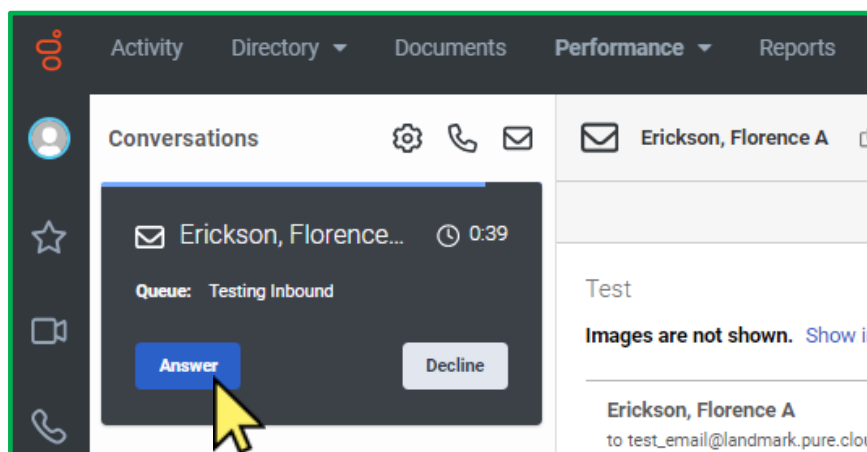 Activity Directory Documents Performance Reports
Conversations
Erickson, Florence... 0:39
Queue: Testing Inbound
Answer Decline
Erickson, Florence A
Test
Images are not shown. Show
Erickson, Florence A
to test_email@landmark.pure.clou